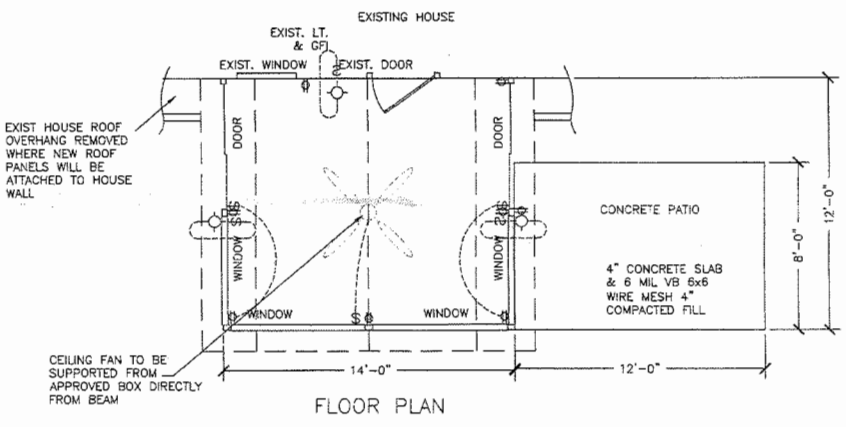 EXISTING HOUSE
EXIST. LT.
& GFI
EXIST. WINDOW
EXIST. DOOR
EXIST HOUSE ROOF
OVERHANG REMOVED
WHERE NEW ROOF
PANELS WILL BE
ATTACHED TO HOUSE
WALL
DOOR
DOOR
WINDOW
WINDOW
WINDOW
WINDOW
$
CONCRETE PATIO
4" CONCRETE SLAB
& 6 MIL VB 6x6
WIRE MESH 4"
COMPACTED FILL
8'-0"
12'-0"
CEILING FAN TO BE
SUPPORTED FROM
APPROVED BOX DIRECTLY
FROM BEAM
14'-0"
12'-0"
FLOOR PLAN